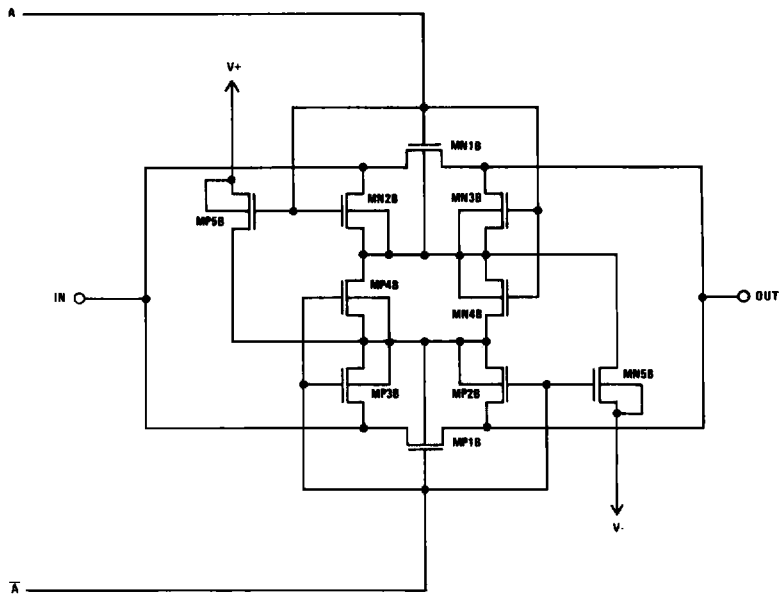 A
V+
MN1B
MN2B
MN3B
MP5B
MP4B
IN
OUT
MN4B
MN5B
MP3B
MP2B
MP1B
V-
A̅